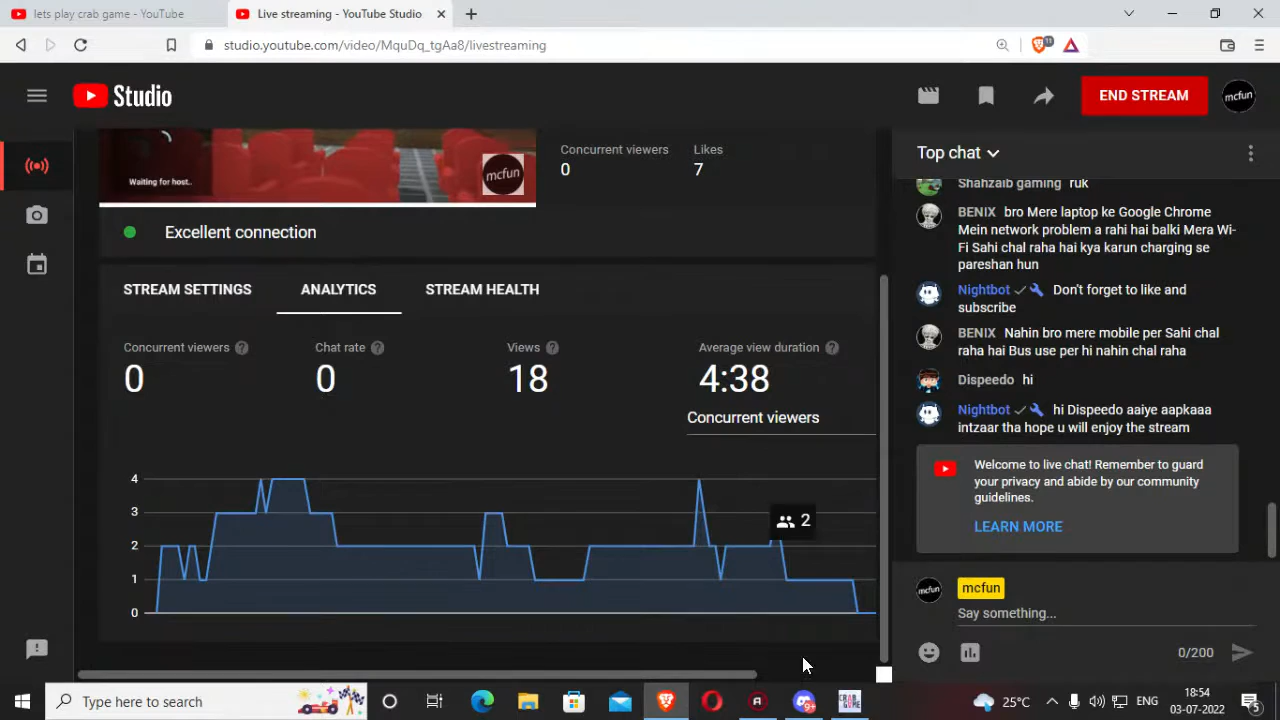 lets play crab game - YouTube
Live streaming - YouTube Studio
studio.youtube.com/video/MquDq_tgAa8/livestreaming
11
Studio
END STREAM
mcfun
Waiting for host..
mcfun
Concurrent viewers
0
Likes
7
Excellent connection
STREAM SETTINGS
ANALYTICS
STREAM HEALTH
Concurrent viewers
0
Chat rate
0
Views
18
Average view duration
4:38
Concurrent viewers
4
3
2
1
0
2
Top chat
Shahzaib gaming ruk
BENIX bro Mere laptop ke Google Chrome
Mein network problem a rahi hai balki Mera Wi-
Fi Sahi chal raha hai kya karun charging se
pareshan hun
Nightbot Don't forget to like and
subscribe
BENIX Nahin bro mere mobile per Sahi chal
raha hai Bus use per hi nahin chal raha
Dispeedo hi
Nightbot hi Dispeedo aaiye aapkaaa
intzaar tha hope u will enjoy the stream
Welcome to live chat! Remember to guard
your privacy and abide by our community
guidelines.
LEARN MORE
mcfun
mcfun
Say something...
0/200
Type here to search
9+
CRAB
GAME
25°C
ENG
18:54
03-07-2022
5